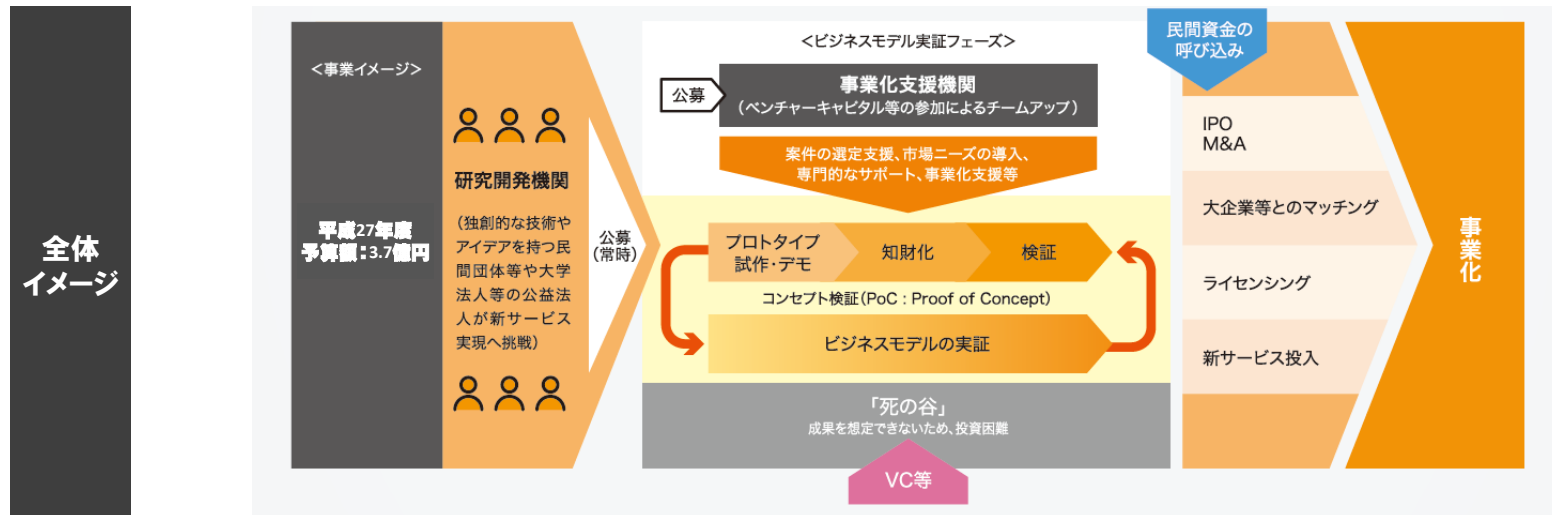 全体
イメージ
＜事業イメージ＞
平成27年度
予算額：3.7億円
研究開発機関
（独創的な技術や
アイデアを持つ民
間団体等や大学
法人等の公益法
人が新サービス
実現へ挑戦）
公募
（常時）
＜ビジネスモデル実証フェーズ＞
公募
事業化支援機関
（ベンチャーキャピタル等の参加によるチームアップ）
案件の選定支援、市場ニーズの導入、
専門的なサポート、事業化支援等
プロトタイプ
試作・デモ
知財化
検証
コンセプト検証（PoC : Proof of Concept）
ビジネスモデルの実証
「死の谷」
成果を想定できないため、投資困難
VC等
民間資金の
呼び込み
IPO
M&A
大企業等とのマッチング
ライセンシング
新サービス投入
事業化